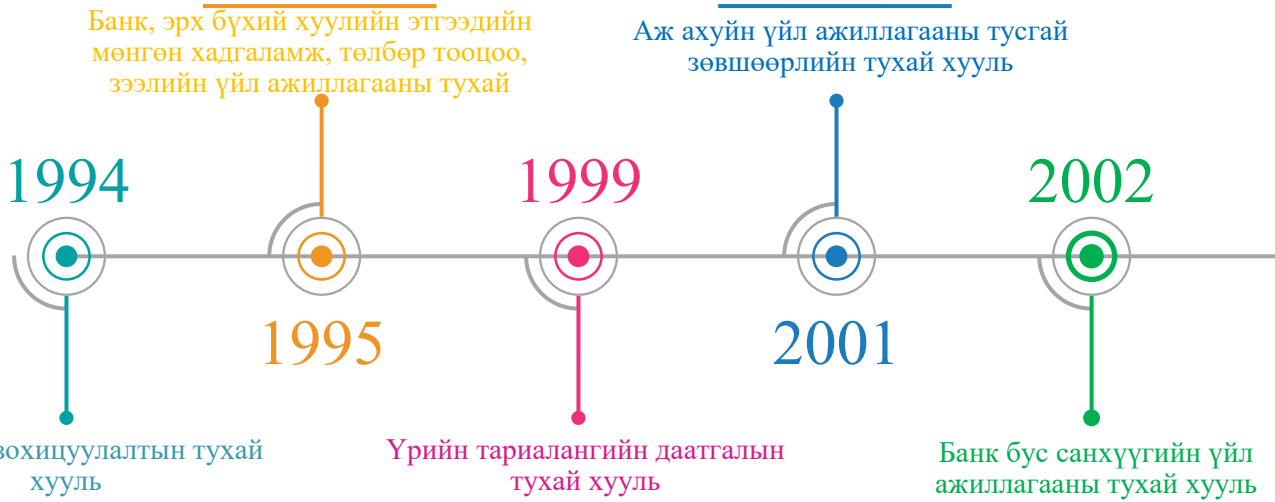 Банк, эрх бүхий хуулийн этгээдийн
мөнгөн хадгаламж, төлбөр тооцоо,
зээлийн үйл ажиллагааны тухай
Аж ахуйн үйл ажиллагааны тусгай
зөвшөөрлийн тухай хууль
1994
1999
2002
1995
2001
тухай
хууль
Үрийн тариалангийн даатгалын
тухай хууль
Банк бус санхүүгийн үйл
ажиллагааны тухай хууль